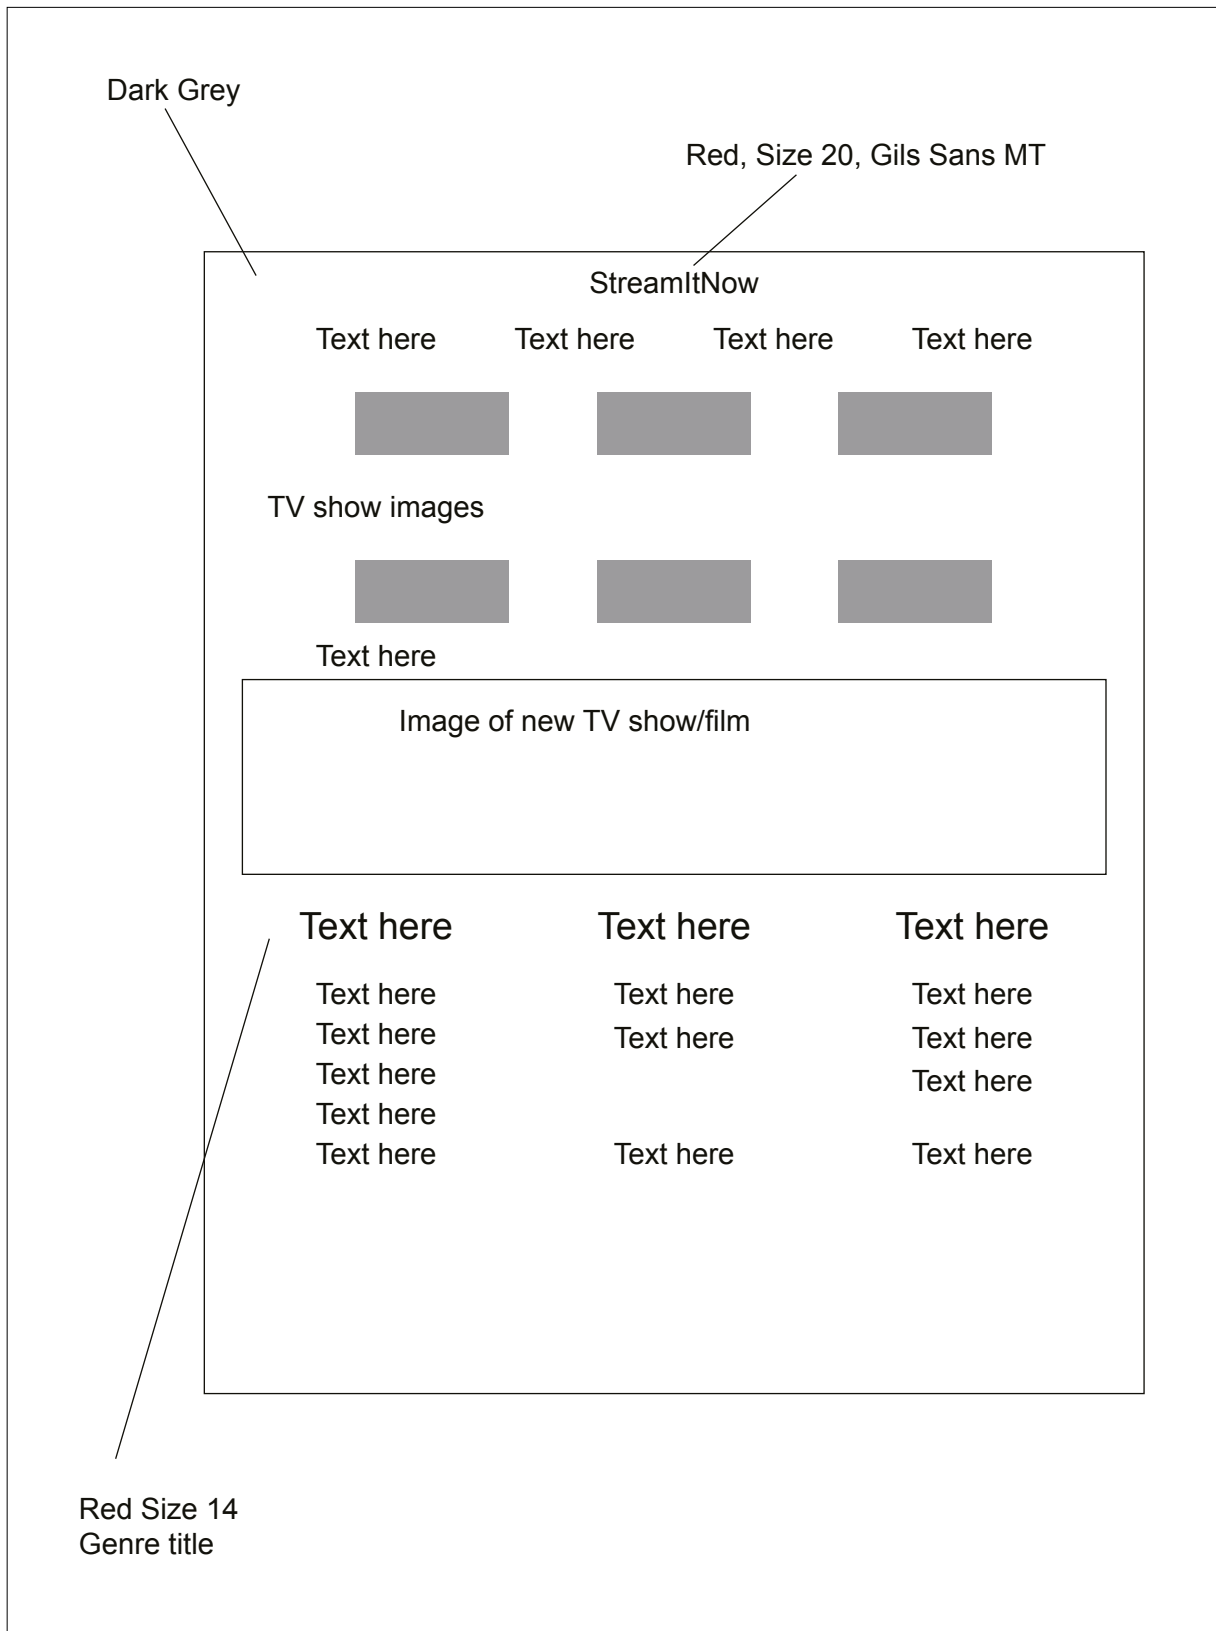 Dark Grey
Red, Size 20, Gils Sans MT
StreamItNow
Text here Text here Text here Text here
TV show images
Text here
Image of new TV show/film
Text here Text here Text here
Text here Text here Text here
Text here Text here Text here
Text here Text here
Text here
Text here Text here Text here
Red Size 14
Genre title